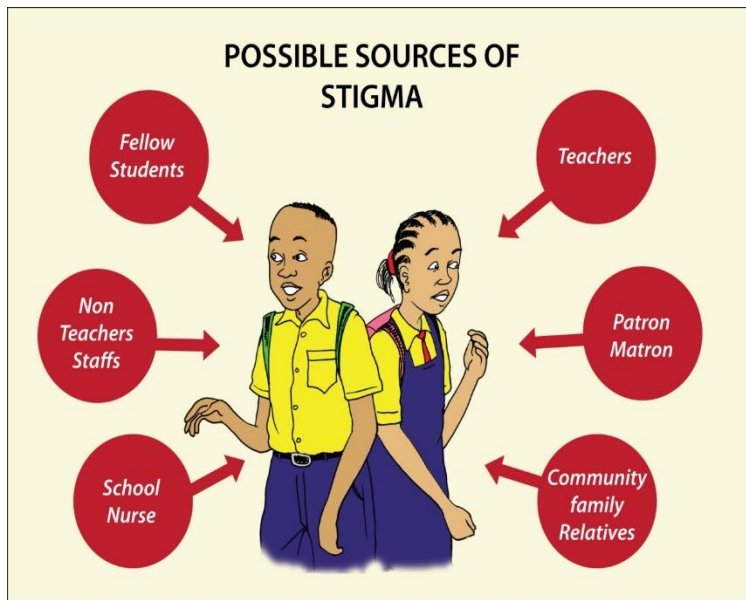 POSSIBLE SOURCES OF
STIGMA
Fellow
Students
Teachers
Non
Teachers
Staffs
Patron
Matron
School
Nurse
Community
family
Relatives